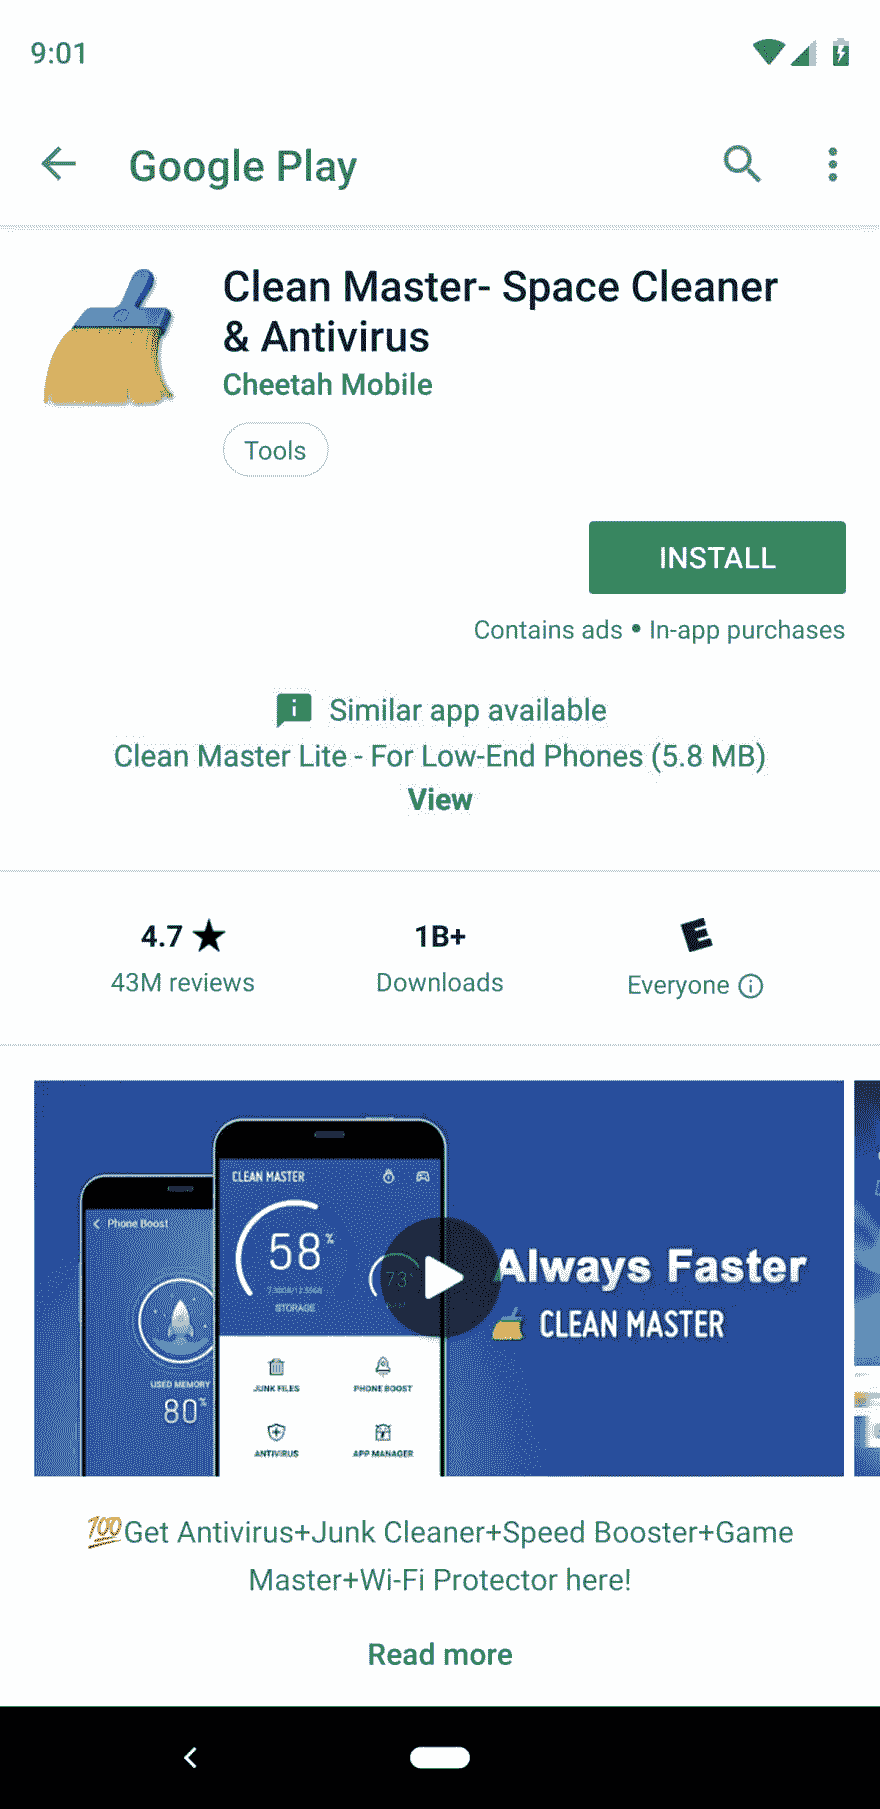 9:01
Google Play
Clean Master- Space Cleaner
& Antivirus
Cheetah Mobile
Tools
INSTALL
Contains ads • In-app purchases
Similar app available
Clean Master Lite - For Low-End Phones (5.8 MB)
View
4.7 ★
43M reviews
1B+
Downloads
E
Everyone
CLEAN MASTER
Phone Boost
58%
73
STORAGE
USED MEMORY
80%
JUNK FILES
PHONE BOOST
ANTIVIRUS
APP MANAGER
Always Faster
CLEAN MASTER
💯Get Antivirus+Junk Cleaner+Speed Booster+Game
Master+Wi-Fi Protector here!
Read more